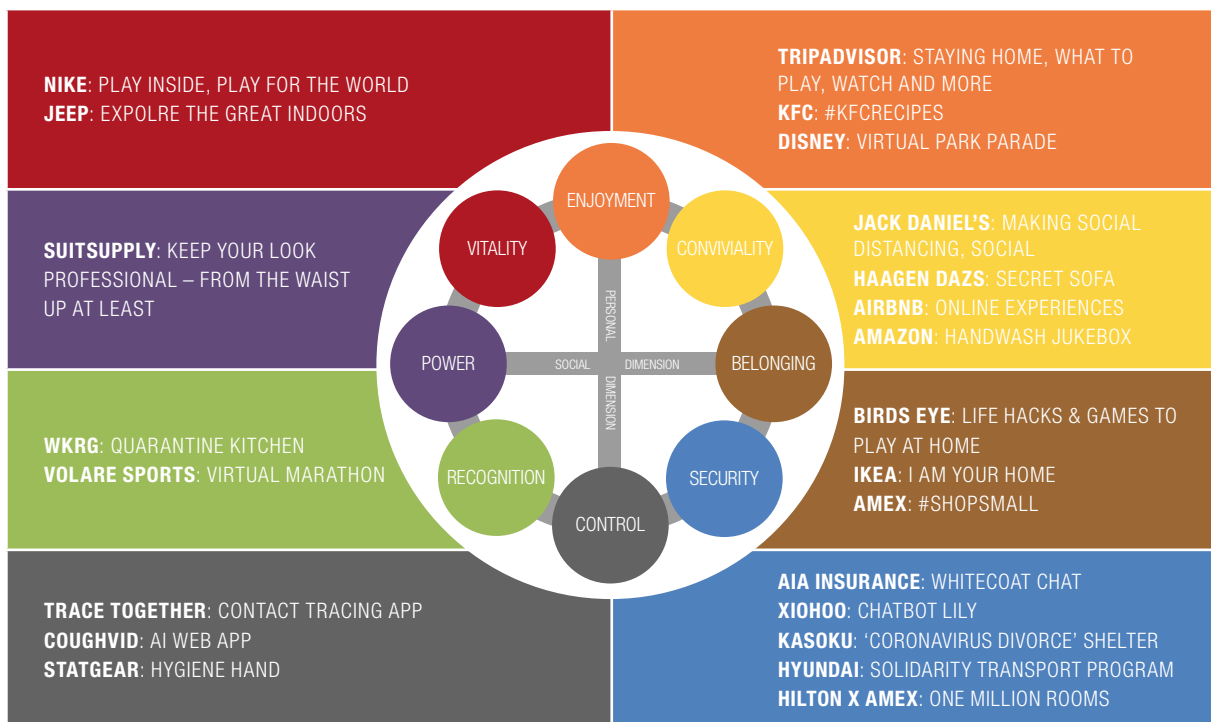 NIKE: PLAY INSIDE, PLAY FOR THE WORLD
JEEP: EXPOLRE THE GREAT INDOORS
TRIPADVISOR: STAYING HOME, WHAT TO
PLAY, WATCH AND MORE
KFC: #KFCRECIPES
DISNEY: VIRTUAL PARK PARADE
SUITSUPPLY: KEEP YOUR LOOK
PROFESSIONAL – FROM THE WAIST
UP AT LEAST
JACK DANIEL'S: MAKING SOCIAL
DISTANCING, SOCIAL
HAAGEN DAZS: SECRET SOFA
AIRBNB: ONLINE EXPERIENCES
AMAZON: HANDWASH JUKEBOX
WKRG: QUARANTINE KITCHEN
VOLARE SPORTS: VIRTUAL MARATHON
BIRDS EYE: LIFE HACKS & GAMES TO
PLAY AT HOME
IKEA: I AM YOUR HOME
AMEX: #SHOPSMALL
TRACE TOGETHER: CONTACT TRACING APP
COUGHVID: AI WEB APP
STATGEAR: HYGIENE HAND
AIA INSURANCE: WHITECOAT CHAT
XIOHOO: CHATBOT LILY
KASOKU: ‘CORONAVIRUS DIVORCE’ SHELTER
HYUNDAI: SOLIDARITY TRANSPORT PROGRAM
HILTON X AMEX: ONE MILLION ROOMS
ENJOYMENT
VITALITY
CONVIVIALITY
POWER
BELONGING
RECOGNITION
SECURITY
CONTROL
PERSONAL
DIMENSION
SOCIAL
DIMENSION